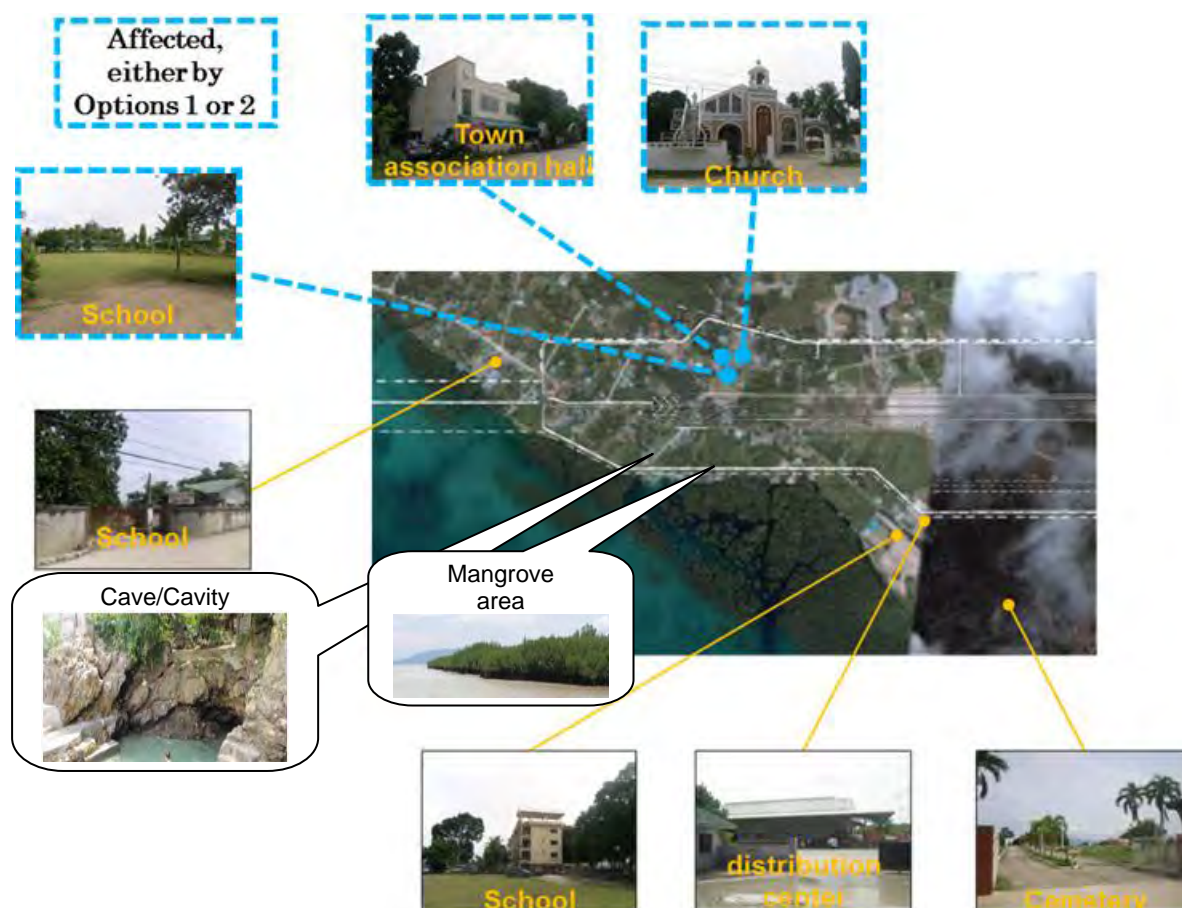 Affected,
either by
Options 1 or 2
Town
association hall
Church
School
School
Cave/Cavity
Mangrove
area
School
distribution
center
Cemetery